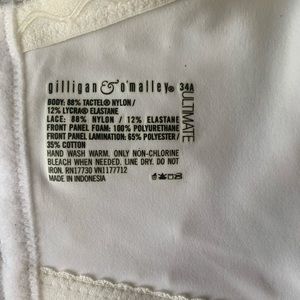 gilligan & o'malley® 34A
BODY: 88% TACTEL® NYLON /
12% LYCRA® ELASTANE
LACE: 88% NYLON / 12% ELASTANE
FRONT PANEL FOAM: 100% POLYURETHANE
FRONT PANEL LAMINATION: 65% POLYESTER /
35% COTTON
HAND WASH WARM. ONLY NON-CHLORINE
BLEACH WHEN NEEDED. LINE DRY. DO NOT
IRON. RN17730 VN1177712
MADE IN INDONESIA
ULTIMATE